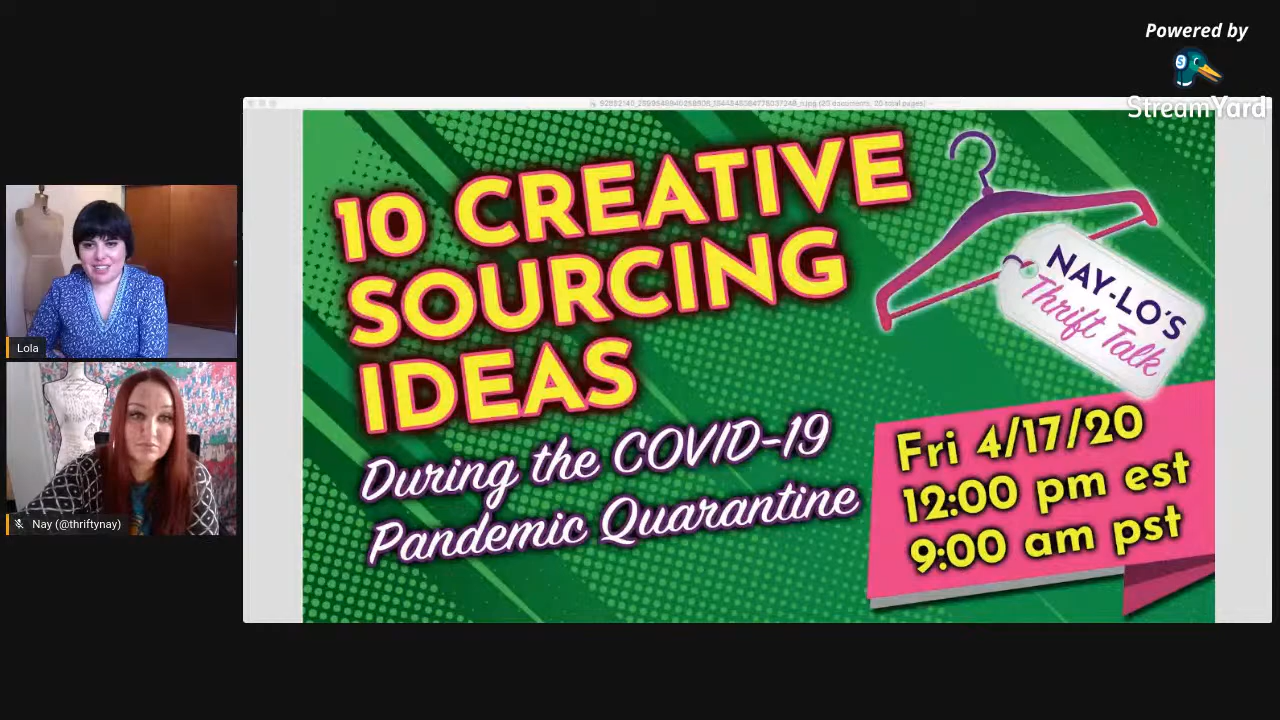 Powered by
StreamYard
10 CREATIVE
SOURCING
IDEAS
During the COVID-19
Pandemic Quarantine
NAY-LO'S
Thrift Talk
Fri 4/17/20
12:00 pm est
9:00 am pst
Lola
Nay (@thriftynay)